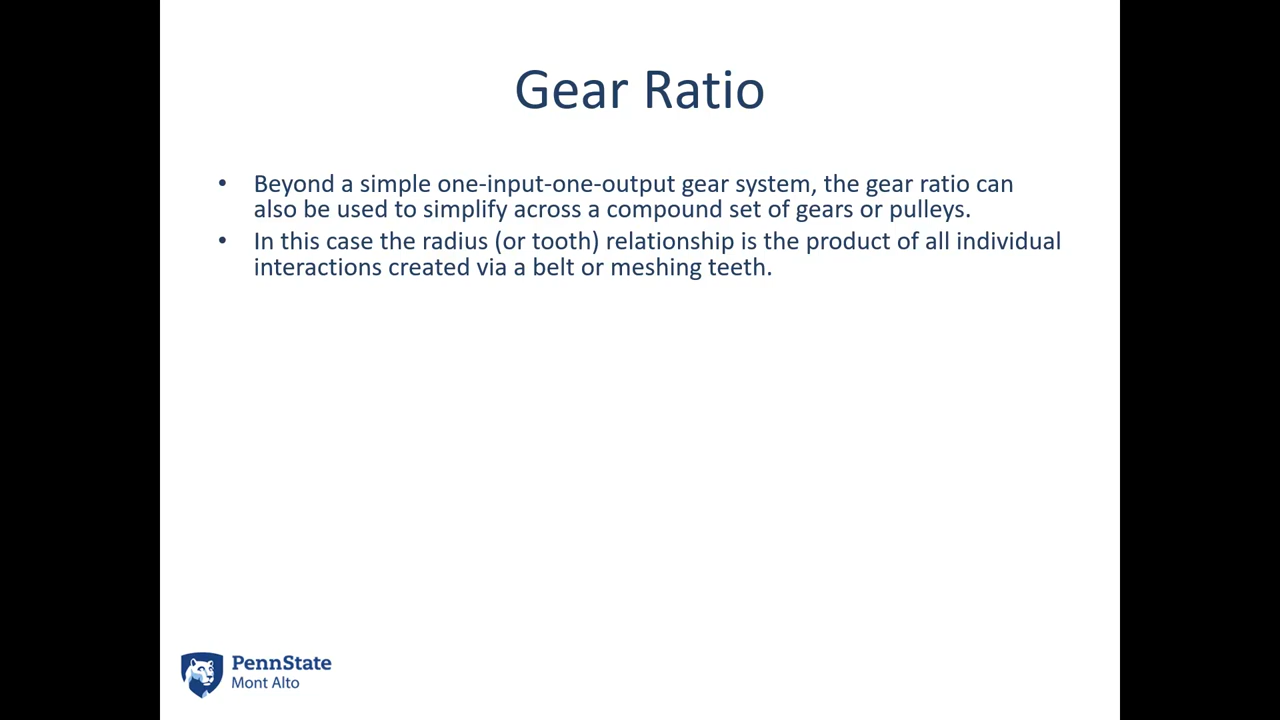 Gear Ratio
• Beyond a simple one-input-one-output gear system, the gear ratio can
also be used to simplify across a compound set of gears or pulleys.
• In this case the radius (or tooth) relationship is the product of all individual
interactions created via a belt or meshing teeth.
PennState
Mont Alto